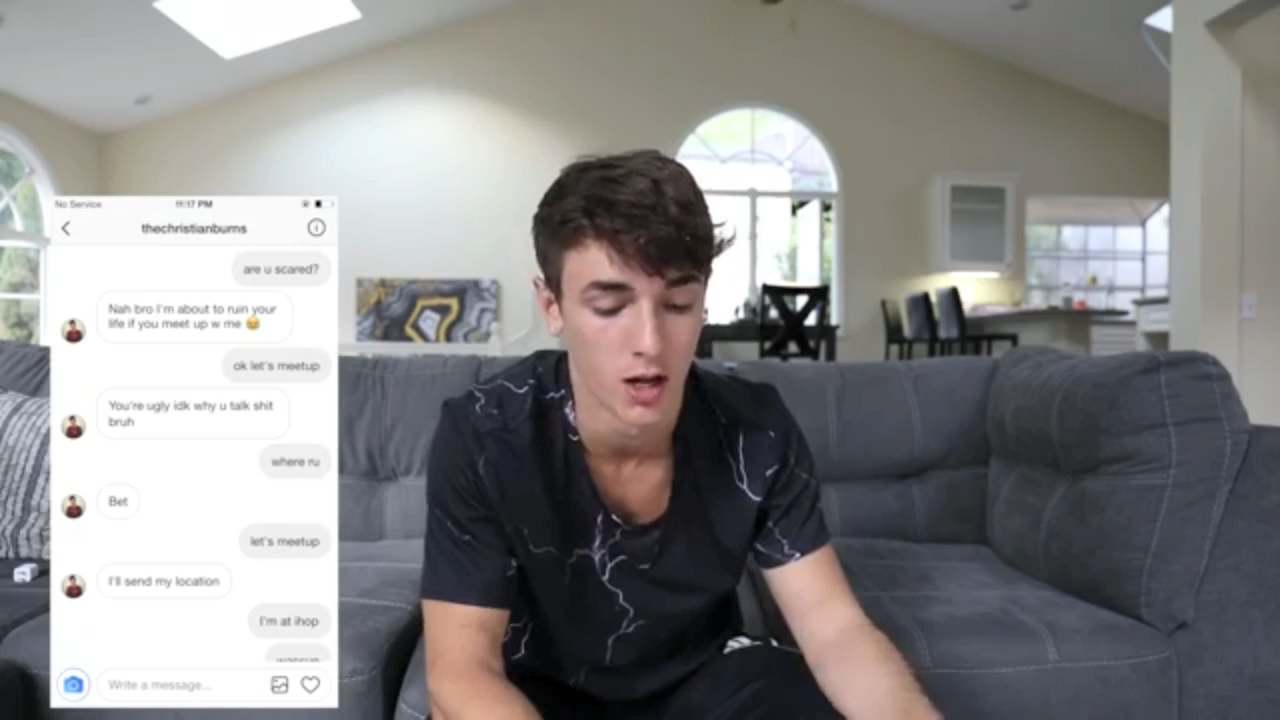 No Service
11:17 PM
thechristianburns
are u scared?
Nah bro I'm about to ruin your
life if you meet up w me 😂
ok let's meetup
You're ugly idk why u talk shit
bruh
where ru
Bet
let's meetup
I'll send my location
I'm at ihop
Write a message...